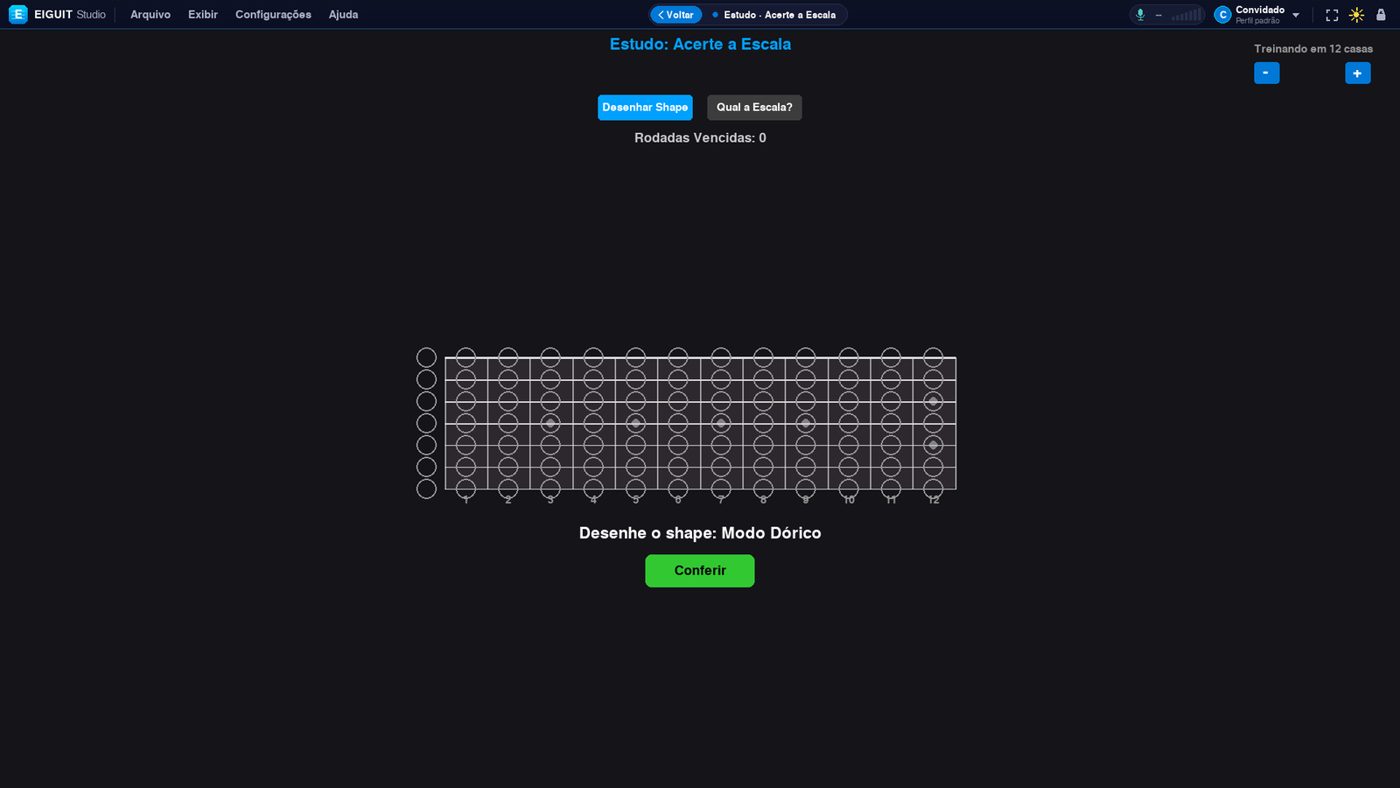 E EIGUIT Studio Arquivo Exibir Configurações Ajuda Voltar Estudo · Acerte a Escala -- C Convidado
Perfil padrão
Estudo: Acerte a Escala
Treinando em 12 casas
- +
Desenhar Shape Qual a Escala?
Rodadas Vencidas: 0
1 2 3 4 5 6 7 8 9 10 11 12
Desenhe o shape: Modo Dórico
Conferir